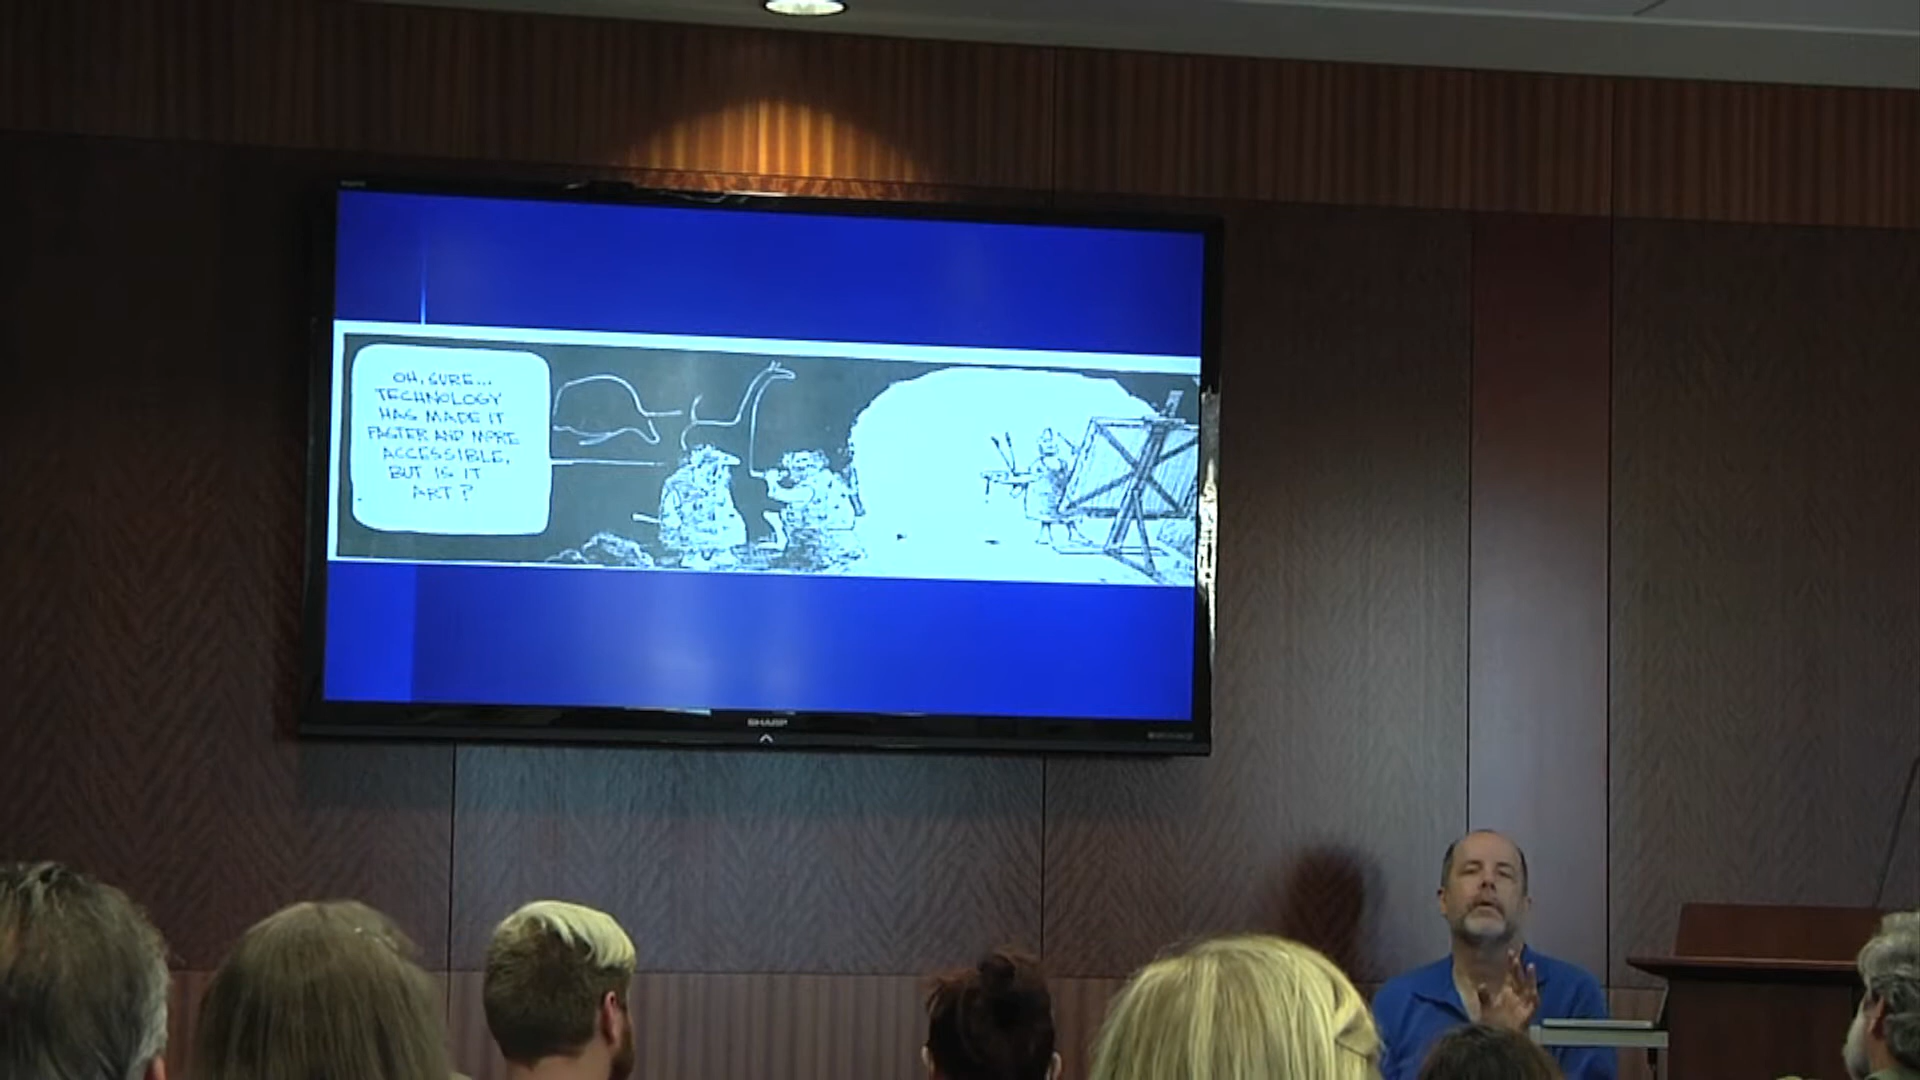 OH, SURE...
TECHNOLOGY
HAS MADE IT
FASTER AND MORE
ACCESSIBLE,
BUT IS IT
ART?
SHARP